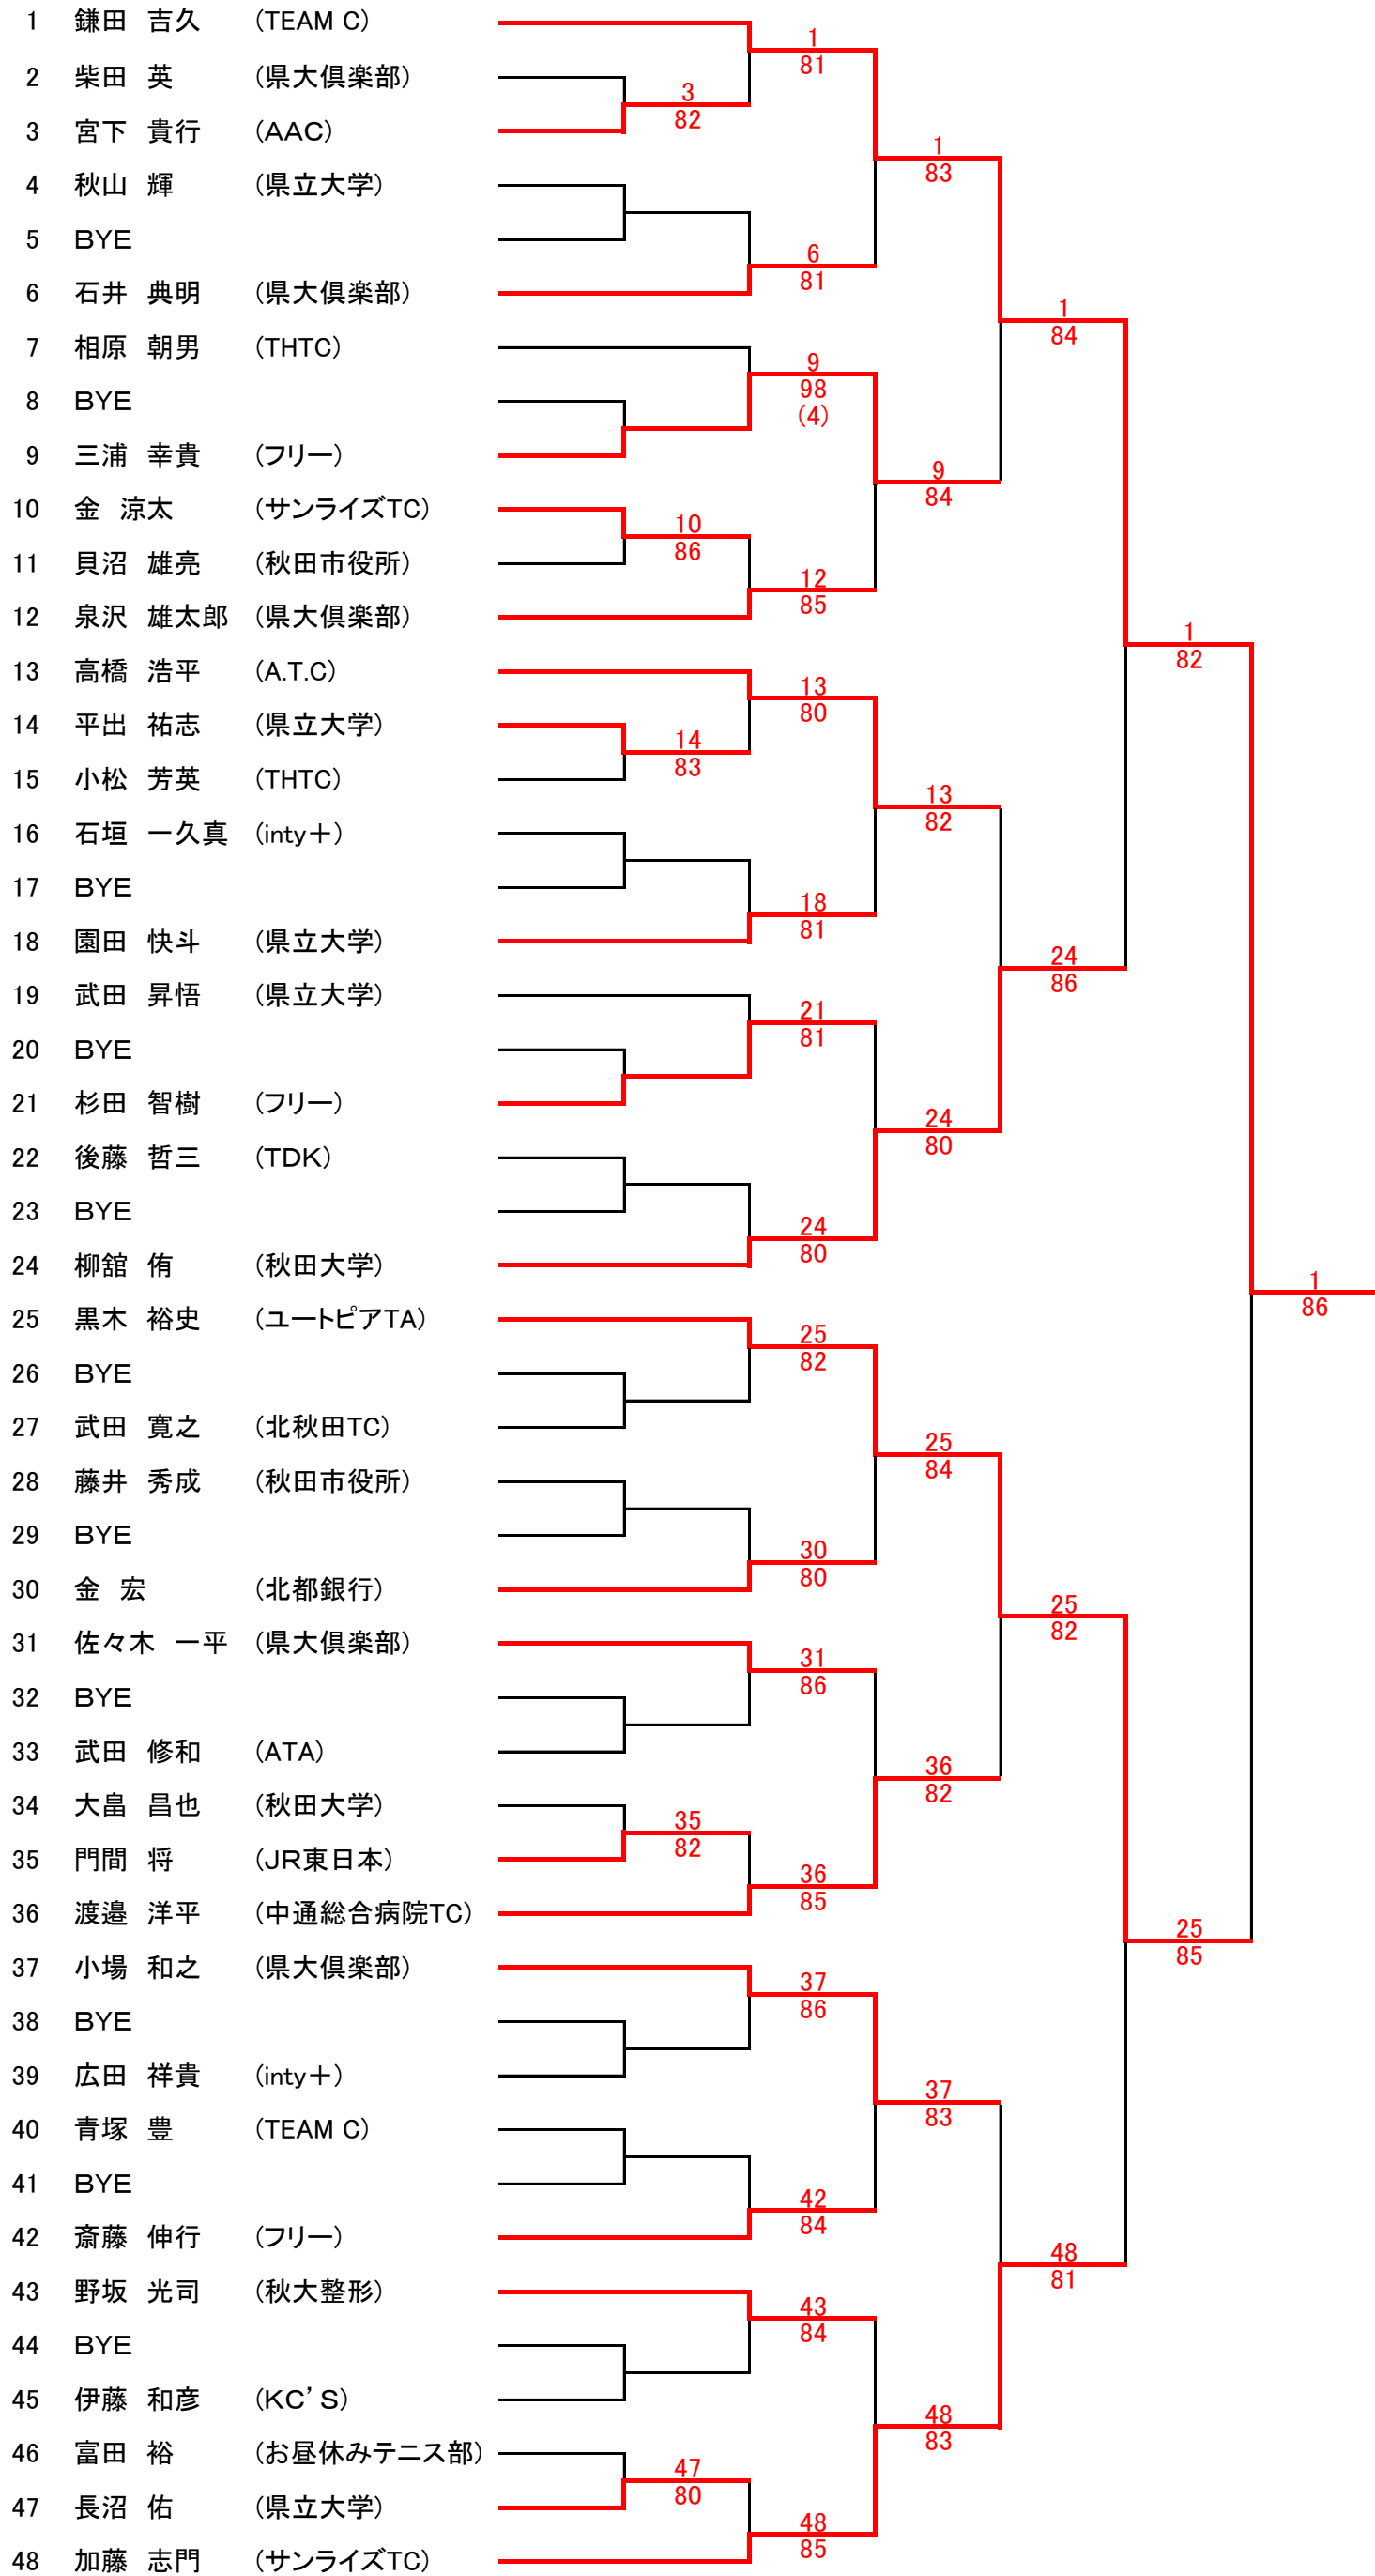 1 鎌田 吉久 (TEAM C)
1
81
2 柴田 英 (県大倶楽部)
3
82
3 宮下 貴行 (AAC)
1
83
4 秋山 輝 (県立大学)
5 BYE
6
81
6 石井 典明 (県大倶楽部)
1
84
7 相原 朝男 (THTC)
9
98
(4)
8 BYE
9 三浦 幸貴 (フリー)
9
84
10 金 涼太 (サンライズTC)
10
86
11 貝沼 雄亮 (秋田市役所)
12
85
12 泉沢 雄太郎 (県大倶楽部)
1
82
13 高橋 浩平 (A.T.C)
13
80
14 平出 祐志 (県立大学)
14
83
15 小松 芳英 (THTC)
13
82
16 石垣 一久真 (inty+)
17 BYE
18
81
18 園田 快斗 (県立大学)
24
86
19 武田 昇悟 (県立大学)
21
81
20 BYE
21 杉田 智樹 (フリー)
24
80
22 後藤 哲三 (TDK)
23 BYE
24
80
24 柳舘 侑 (秋田大学)
1
86
25 黒木 裕史 (ユートピアTA)
25
82
26 BYE
27 武田 寛之 (北秋田TC)
25
84
28 藤井 秀成 (秋田市役所)
29 BYE
30
80
30 金 宏 (北都銀行)
25
82
31 佐々木 一平 (県大倶楽部)
31
86
32 BYE
33 武田 修和 (ATA)
36
82
34 大畠 昌也 (秋田大学)
35
82
35 門間 将 (JR東日本)
36
85
36 渡邉 洋平 (中通総合病院TC)
25
85
37 小場 和之 (県大倶楽部)
37
86
38 BYE
39 広田 祥貴 (inty+)
37
83
40 青塚 豊 (TEAM C)
41 BYE
42
84
42 斎藤 伸行 (フリー)
48
81
43 野坂 光司 (秋大整形)
43
84
44 BYE
45 伊藤 和彦 (KC'S)
48
83
46 富田 裕 (お昼休みテニス部)
47
80
47 長沼 佑 (県立大学)
48
85
48 加藤 志門 (サンライズTC)